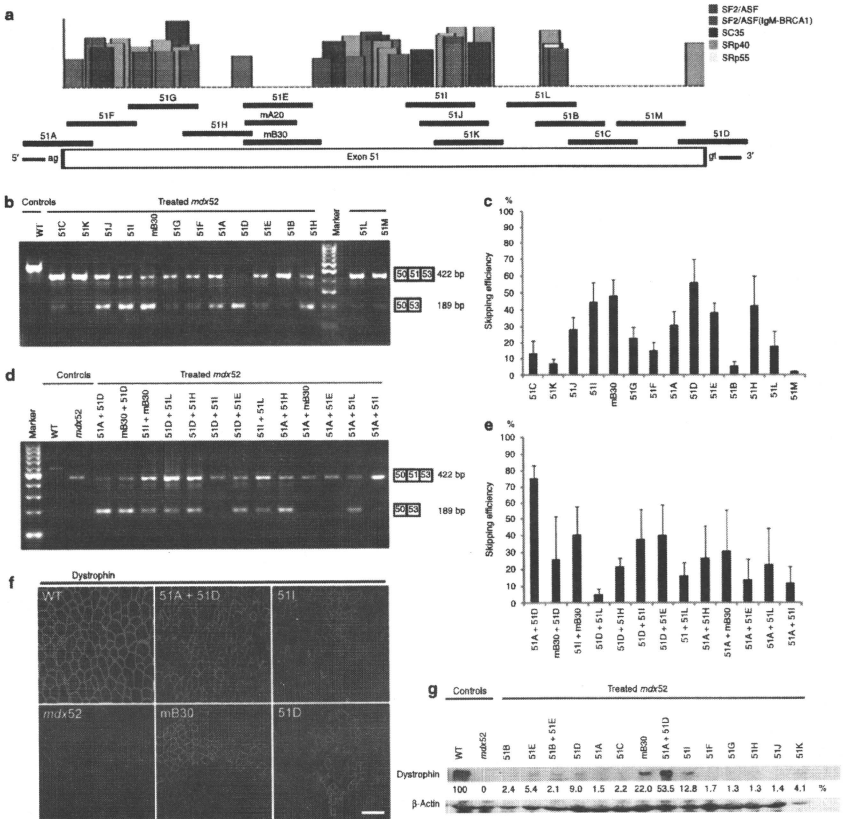 a
SF2/ASF
SF2/ASF(IgM-BRCA1)
SC35
SRp40
SRp55
51G
51E
51I
51L
51F
mA20
51J
51B
51M
51A
51H
mB30
51K
51C
51D
5′
ag
Exon 51
gt
3′
b
Controls
Treated mdx52
WT
51C
51K
51J
51I
mB30
51G
51F
51A
51D
51E
51B
51H
Marker
51L
51M
50 51 53 422 bp
50 53 189 bp
c
%
100
90
80
70
60
50
40
30
20
10
0
Skipping efficiency
51C
51K
51J
51I
mB30
51G
51F
51A
51D
51E
51B
51H
51L
51M
d
Controls
Treated mdx52
Marker
WT
mdx52
51A + 51D
mB30 + 51D
51I + mB30
51D + 51L
51D + 51H
51D + 51I
51D + 51E
51I + 51L
51A + 51H
51A + mB30
51A + 51E
51A + 51L
51A + 51I
50 51 53 422 bp
50 53 189 bp
e
%
100
90
80
70
60
50
40
30
20
10
0
Skipping efficiency
51A + 51D
mB30 + 51D
51I + mB30
51D + 51L
51D + 51H
51D + 51I
51D + 51E
51 + 51L
51A + 51H
51A + mB30
51A + 51E
51A + 51L
51A + 51I
f
Dystrophin
WT
51A + 51D
51I
mdx52
mB30
51D
g
Controls
Treated mdx52
WT
mdx52
51B
51E
51B + 51E
51D
51A
51C
mB30
51A + 51D
51I
51F
51G
51H
51J
51K
Dystrophin
100 0 2.4 5.4 2.1 9.0 1.5 2.2 22.0 53.5 12.8 1.7 1.3 1.3 1.4 4.1 %
β-Actin